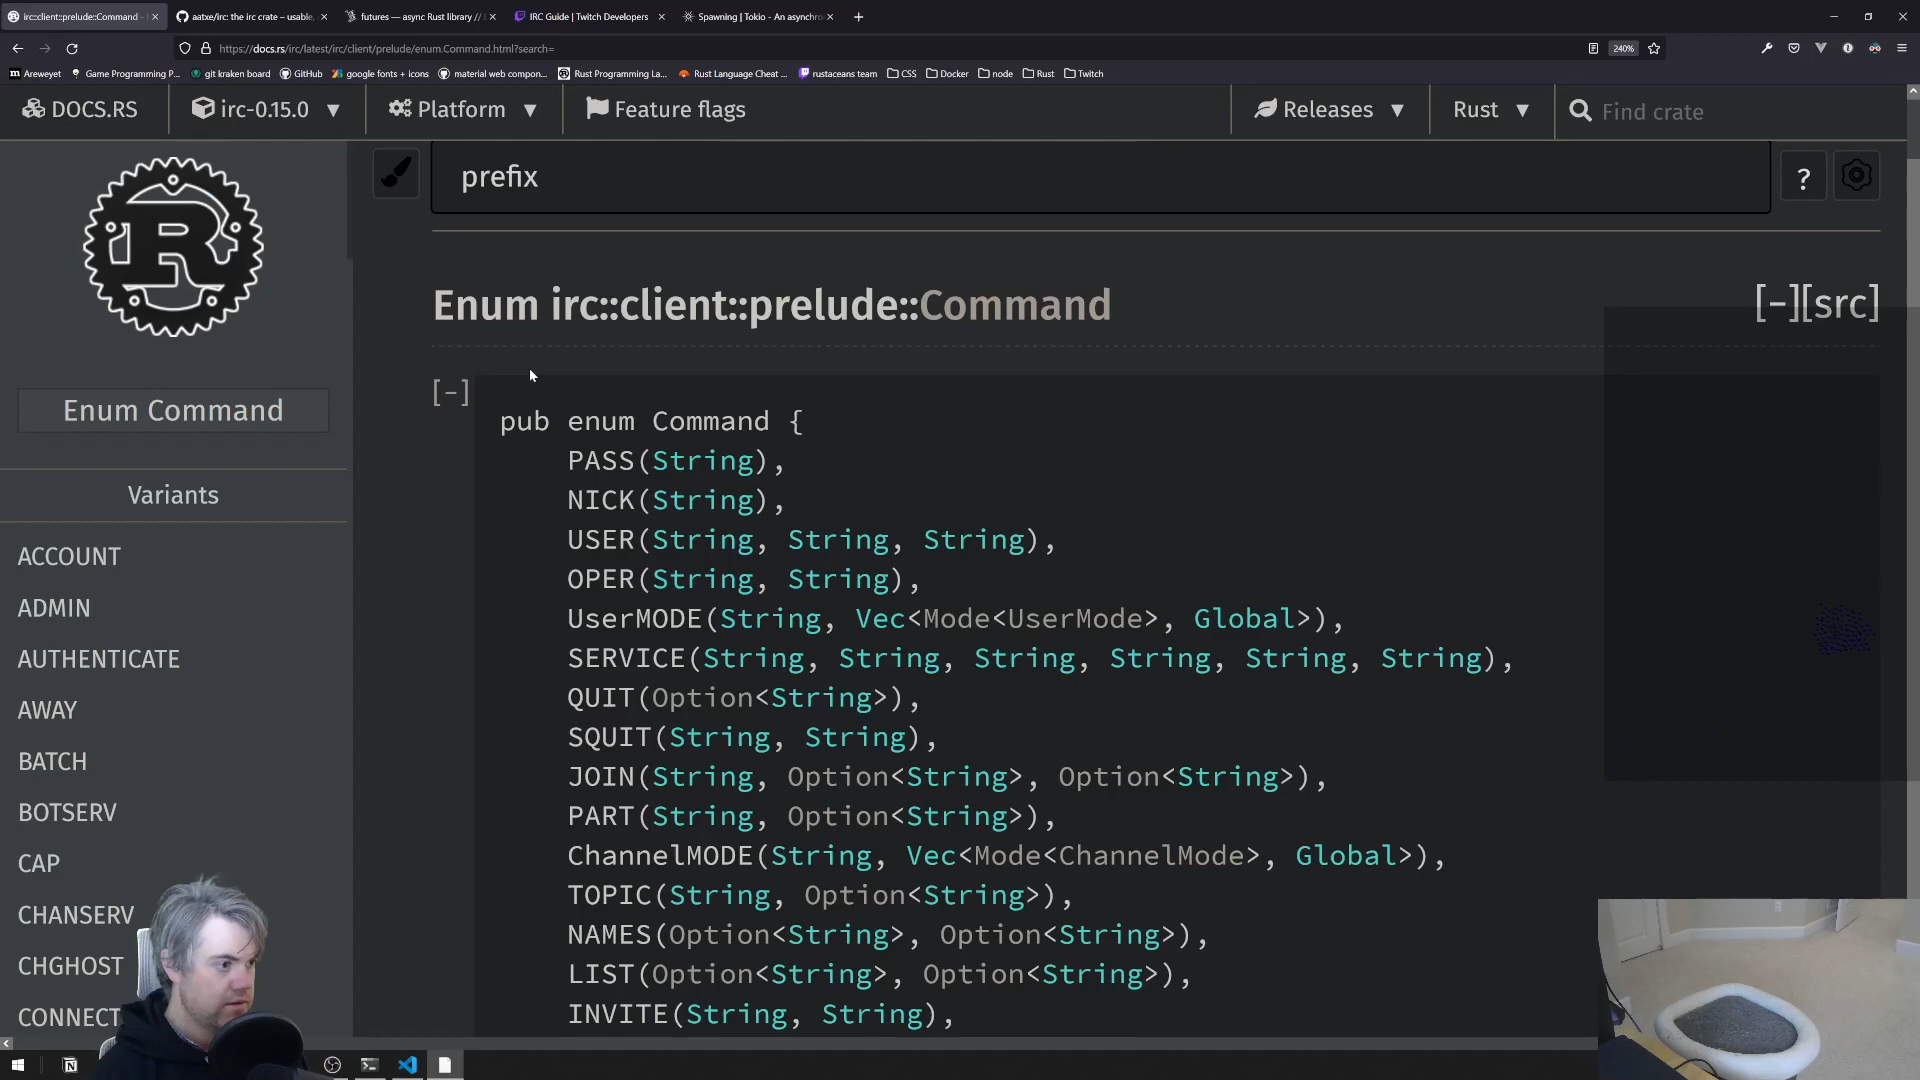 irc::client::prelude::Command -
aatxe/irc: the irc crate – usable,
futures — async Rust library //
IRC Guide | Twitch Developers
Spawning | Tokio - An asynchro
https://docs.rs/irc/latest/irc/client/prelude/enum.Command.html?search=
240%
Areweyet
Game Programming P...
git kraken board
GitHub
google fonts + icons
material web compon...
Rust Programming La...
Rust Language Cheat ...
rustaceans team
CSS
Docker
node
Rust
Twitch
DOCS.RS
irc-0.15.0
Platform
Feature flags
Releases
Rust
Find crate
prefix
?
Enum irc::client::prelude::Command
[-][src]
[-]
pub enum Command {
PASS(String),
NICK(String),
USER(String, String, String),
OPER(String, String),
UserMODE(String, Vec<Mode<UserMode>, Global>),
SERVICE(String, String, String, String, String, String),
QUIT(Option<String>),
SQUIT(String, String),
JOIN(String, Option<String>, Option<String>),
PART(String, Option<String>),
ChannelMODE(String, Vec<Mode<ChannelMode>, Global>),
TOPIC(String, Option<String>),
NAMES(Option<String>, Option<String>),
LIST(Option<String>, Option<String>),
INVITE(String, String),
Enum Command
Variants
ACCOUNT
ADMIN
AUTHENTICATE
AWAY
BATCH
BOTSERV
CAP
CHANSERV
CHGHOST
CONNECT